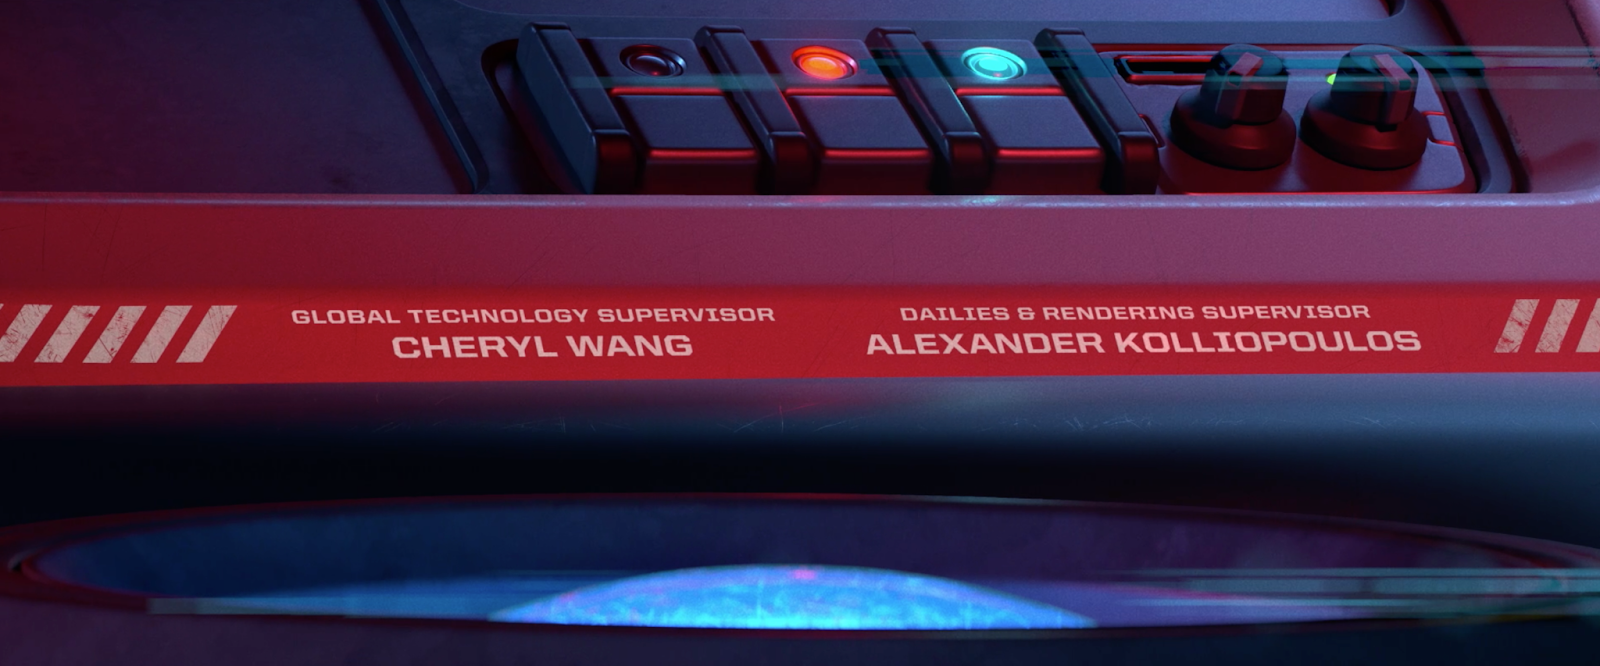 GLOBAL TECHNOLOGY SUPERVISOR
CHERYL WANG
DAILIES & RENDERING SUPERVISOR
ALEXANDER KOLLIOPOULOS